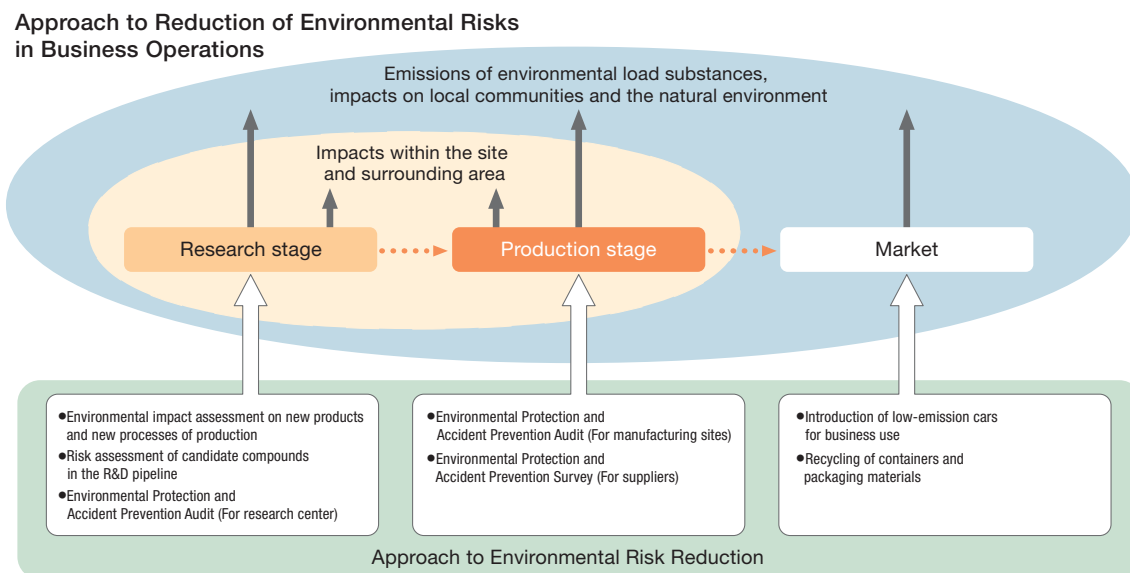 Approach to Reduction of Environmental Risks
in Business Operations
Emissions of environmental load substances,
impacts on local communities and the natural environment
Impacts within the site
and surrounding area
Research stage
Production stage
Market
●Environmental impact assessment on new products
and new processes of production
●Risk assessment of candidate compounds
in the R&D pipeline
●Environmental Protection and
Accident Prevention Audit (For research center)
●Environmental Protection and
Accident Prevention Audit (For manufacturing sites)
●Environmental Protection and
Accident Prevention Survey (For suppliers)
●Introduction of low-emission cars
for business use
●Recycling of containers and
packaging materials
Approach to Environmental Risk Reduction